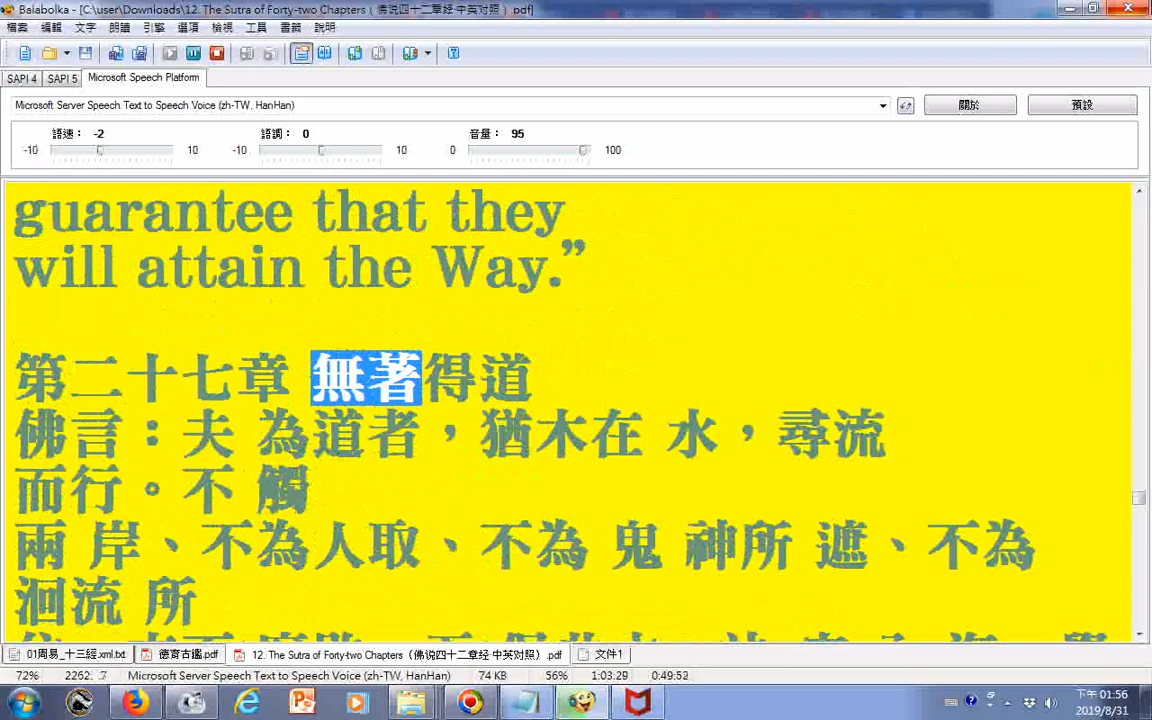 Balabolka - [C:\user\Downloads\12. The Sutra of Forty-two Chapters（佛说四十二章经·中英对照）.pdf]
檔案 編輯 文字 朗讀 引擎 選項 檢視 工具 書籤 說明
SAPI 4 SAPI 5 Microsoft Speech Platform
Microsoft Server Speech Text to Speech Voice (zh-TW, HanHan) 關於 預設
語速： -2 語調： 0 音量： 95
-10 10 -10 10 0 100
guarantee that they
will attain the Way.”
第二十七章 無著得道
佛言：夫 為道者，猶木在 水，尋流
而行。不 觸
兩 岸、不為人取、不為 鬼 神所 遮、不為
洄流 所
01周易_十三經.xml.txt 德育古鑑.pdf 12. The Sutra of Forty-two Chapters（佛说四十二章经·中英对照）.pdf 文件1
72% Microsoft Server Speech Text to Speech Voice (zh-TW, HanHan) 74 KB 56% 1:03:29 0:49:52
下午 01:56
2019/8/31